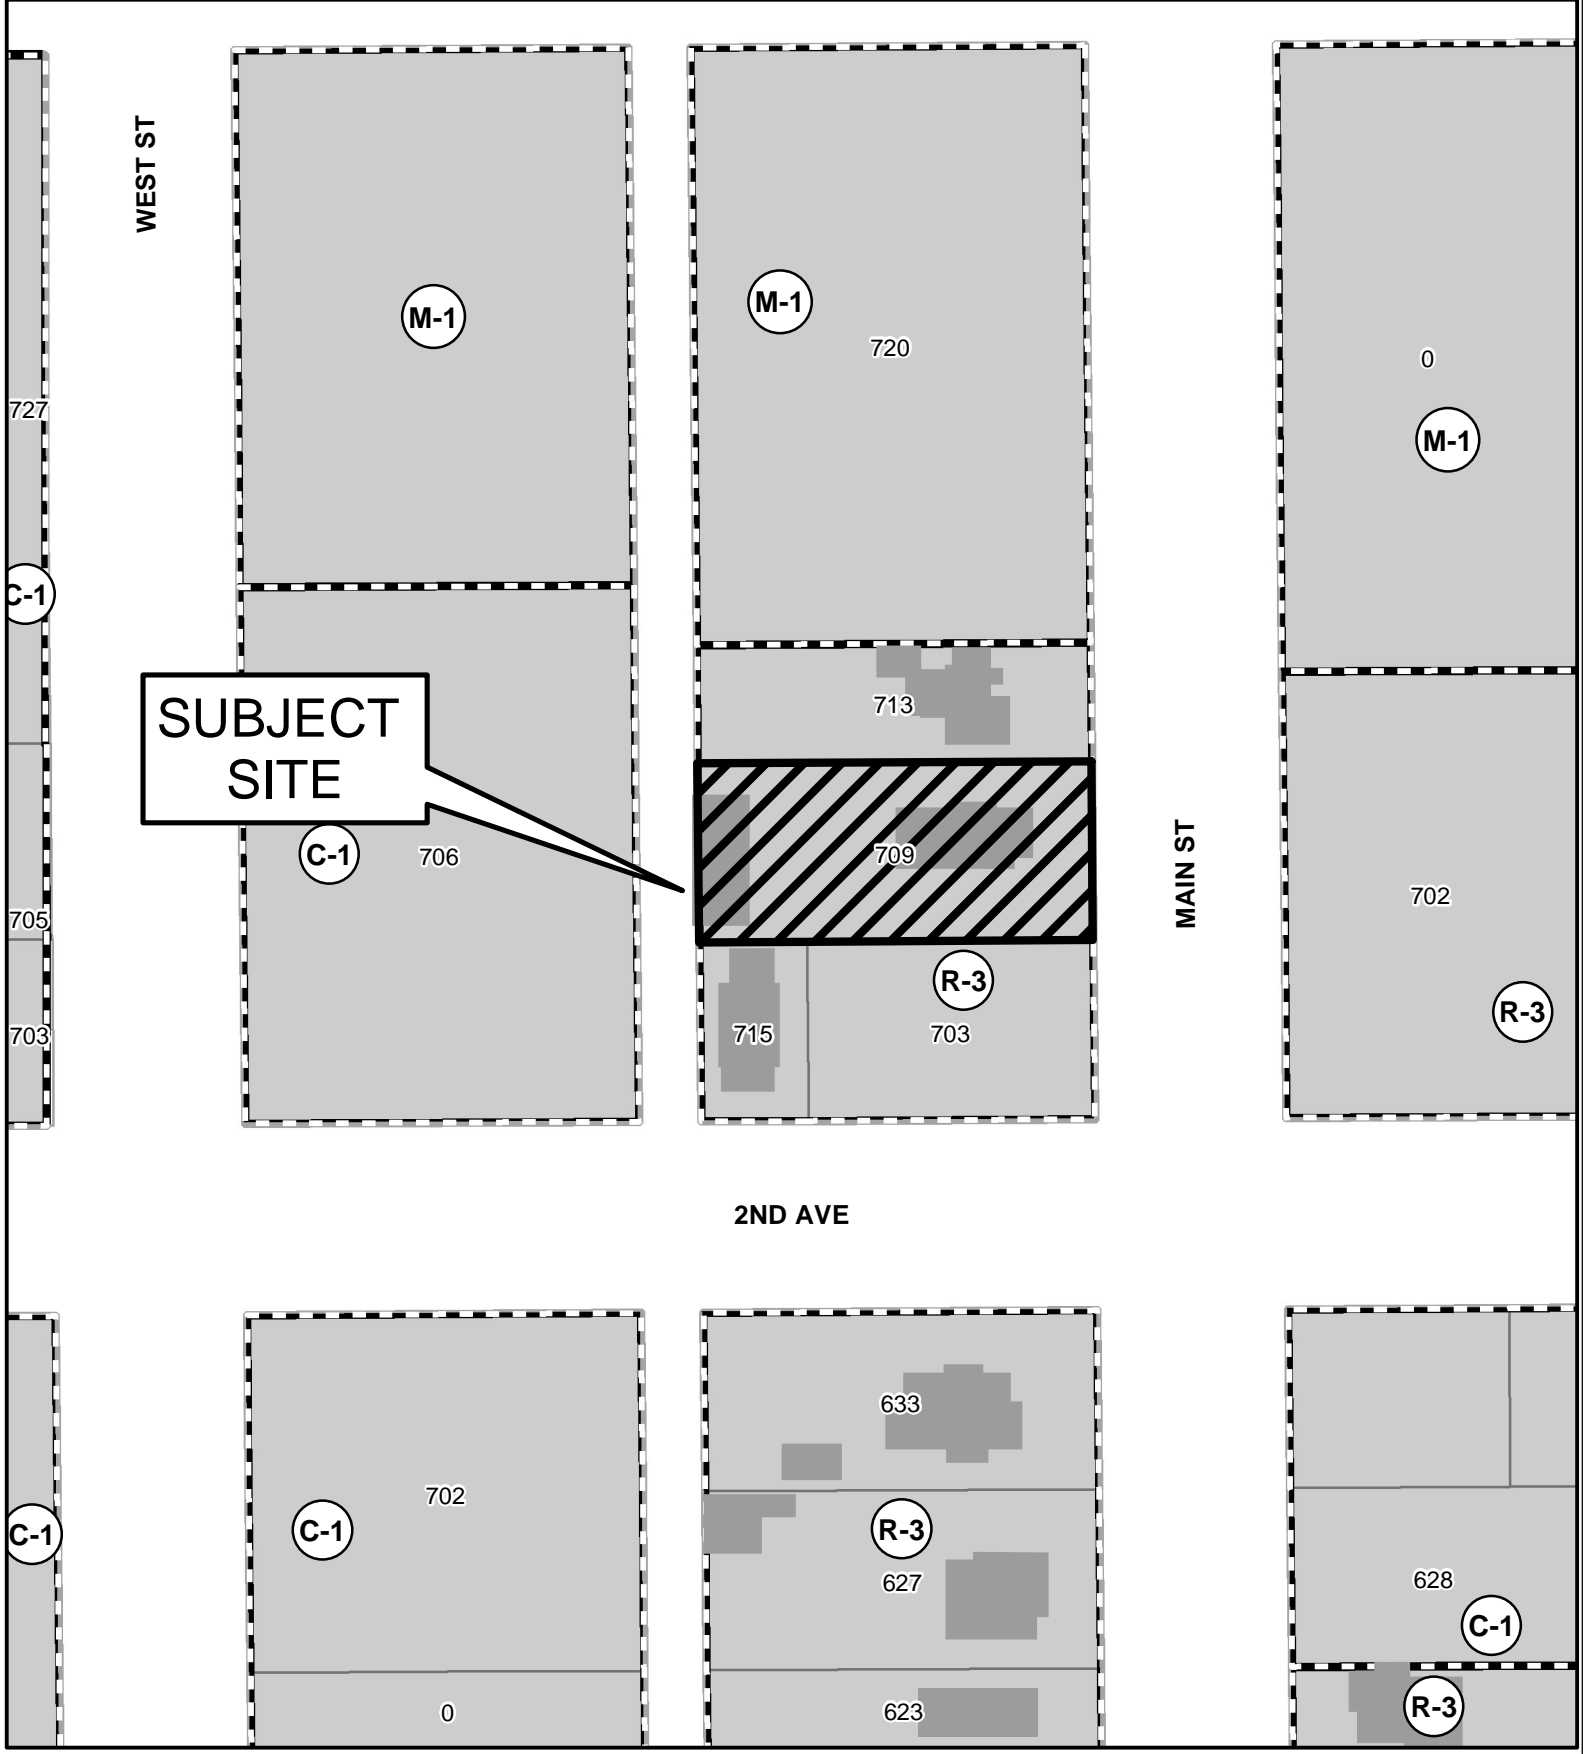 WEST ST
M-1
M-1
720
0
M-1
727
C-1
SUBJECT
SITE
713
C-1
706
709
MAIN ST
702
705
R-3
R-3
703
715
703
2ND AVE
633
702
C-1
C-1
R-3
627
628
C-1
0
623
R-3